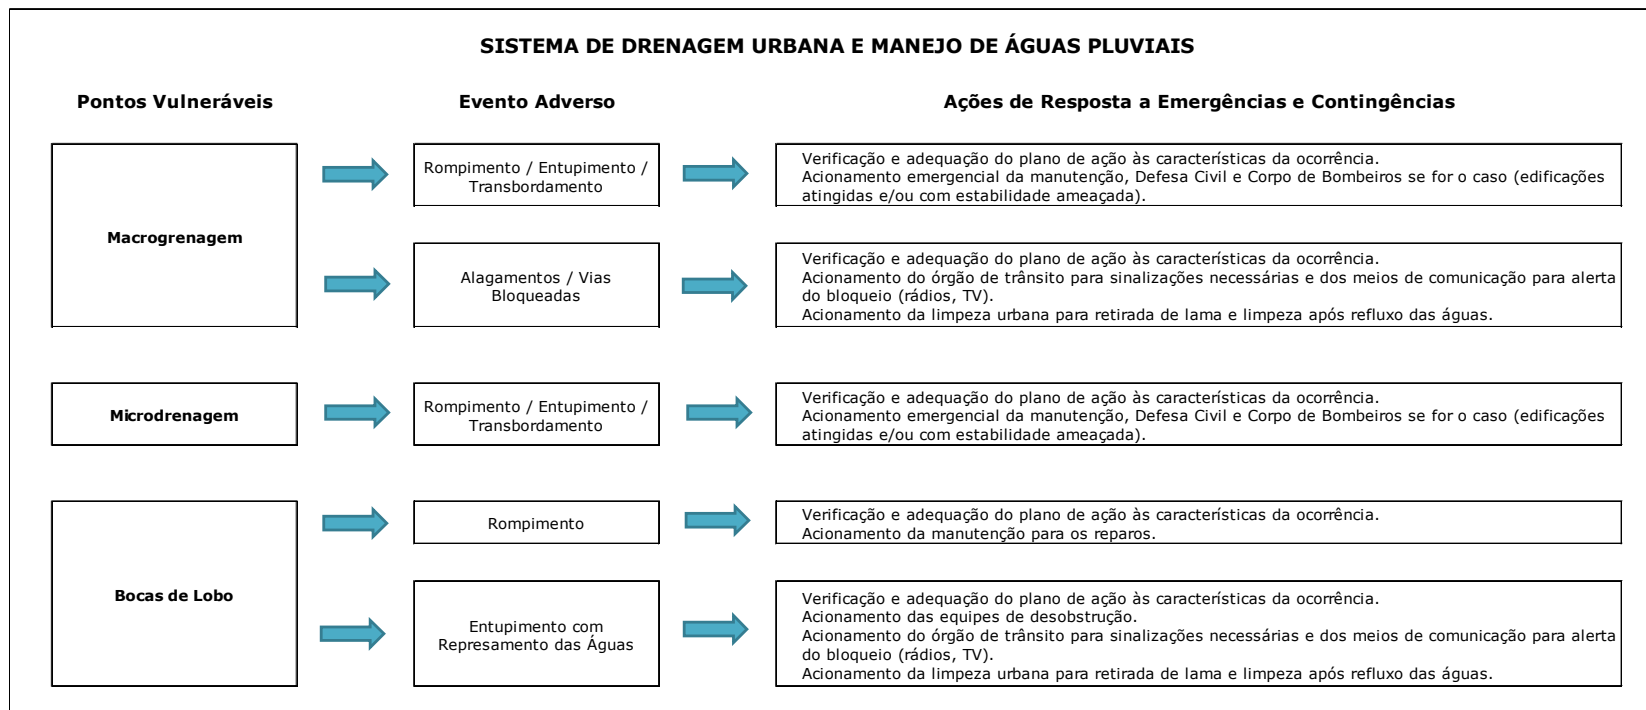 SISTEMA DE DRENAGEM URBANA E MANEJO DE ÁGUAS PLUVIAIS
Pontos Vulneráveis
Evento Adverso
Ações de Resposta a Emergências e Contingências
Macrogrenagem
Rompimento / Entupimento /
Transbordamento
Verificação e adequação do plano de ação às características da ocorrência.
Acionamento emergencial da manutenção, Defesa Civil e Corpo de Bombeiros se for o caso (edificações
atingidas e/ou com estabilidade ameaçada).
Alagamentos / Vias
Bloqueadas
Verificação e adequação do plano de ação às características da ocorrência.
Acionamento do órgão de trânsito para sinalizações necessárias e dos meios de comunicação para alerta
do bloqueio (rádios, TV).
Acionamento da limpeza urbana para retirada de lama e limpeza após refluxo das águas.
Microdrenagem
Rompimento / Entupimento /
Transbordamento
Verificação e adequação do plano de ação às características da ocorrência.
Acionamento emergencial da manutenção, Defesa Civil e Corpo de Bombeiros se for o caso (edificações
atingidas e/ou com estabilidade ameaçada).
Bocas de Lobo
Rompimento
Verificação e adequação do plano de ação às características da ocorrência.
Acionamento da manutenção para os reparos.
Entupimento com
Represamento das Águas
Verificação e adequação do plano de ação às características da ocorrência.
Acionamento das equipes de desobstrução.
Acionamento do órgão de trânsito para sinalizações necessárias e dos meios de comunicação para alerta
do bloqueio (rádios, TV).
Acionamento da limpeza urbana para retirada de lama e limpeza após refluxo das águas.